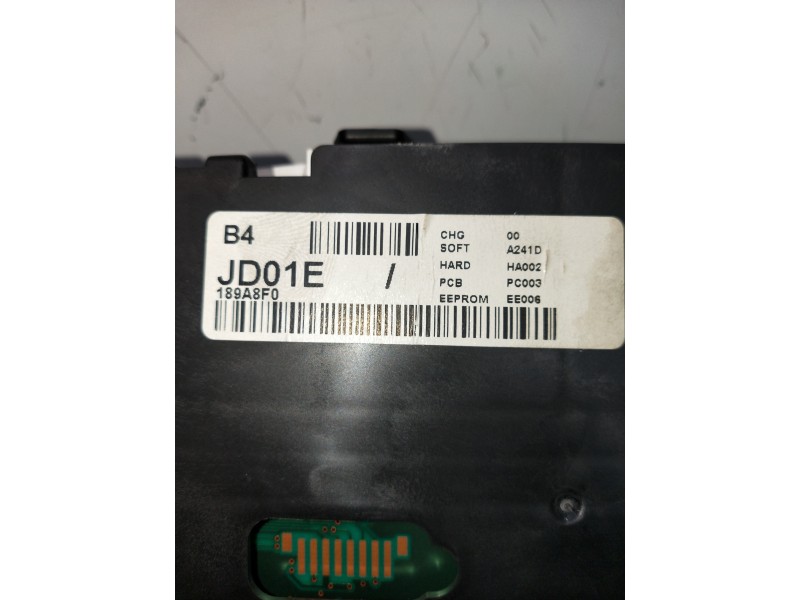 B4
JD01E /
189A8F0
CHG 00
SOFT A241D
HARD HA002
PCB PC003
EEPROM EE006